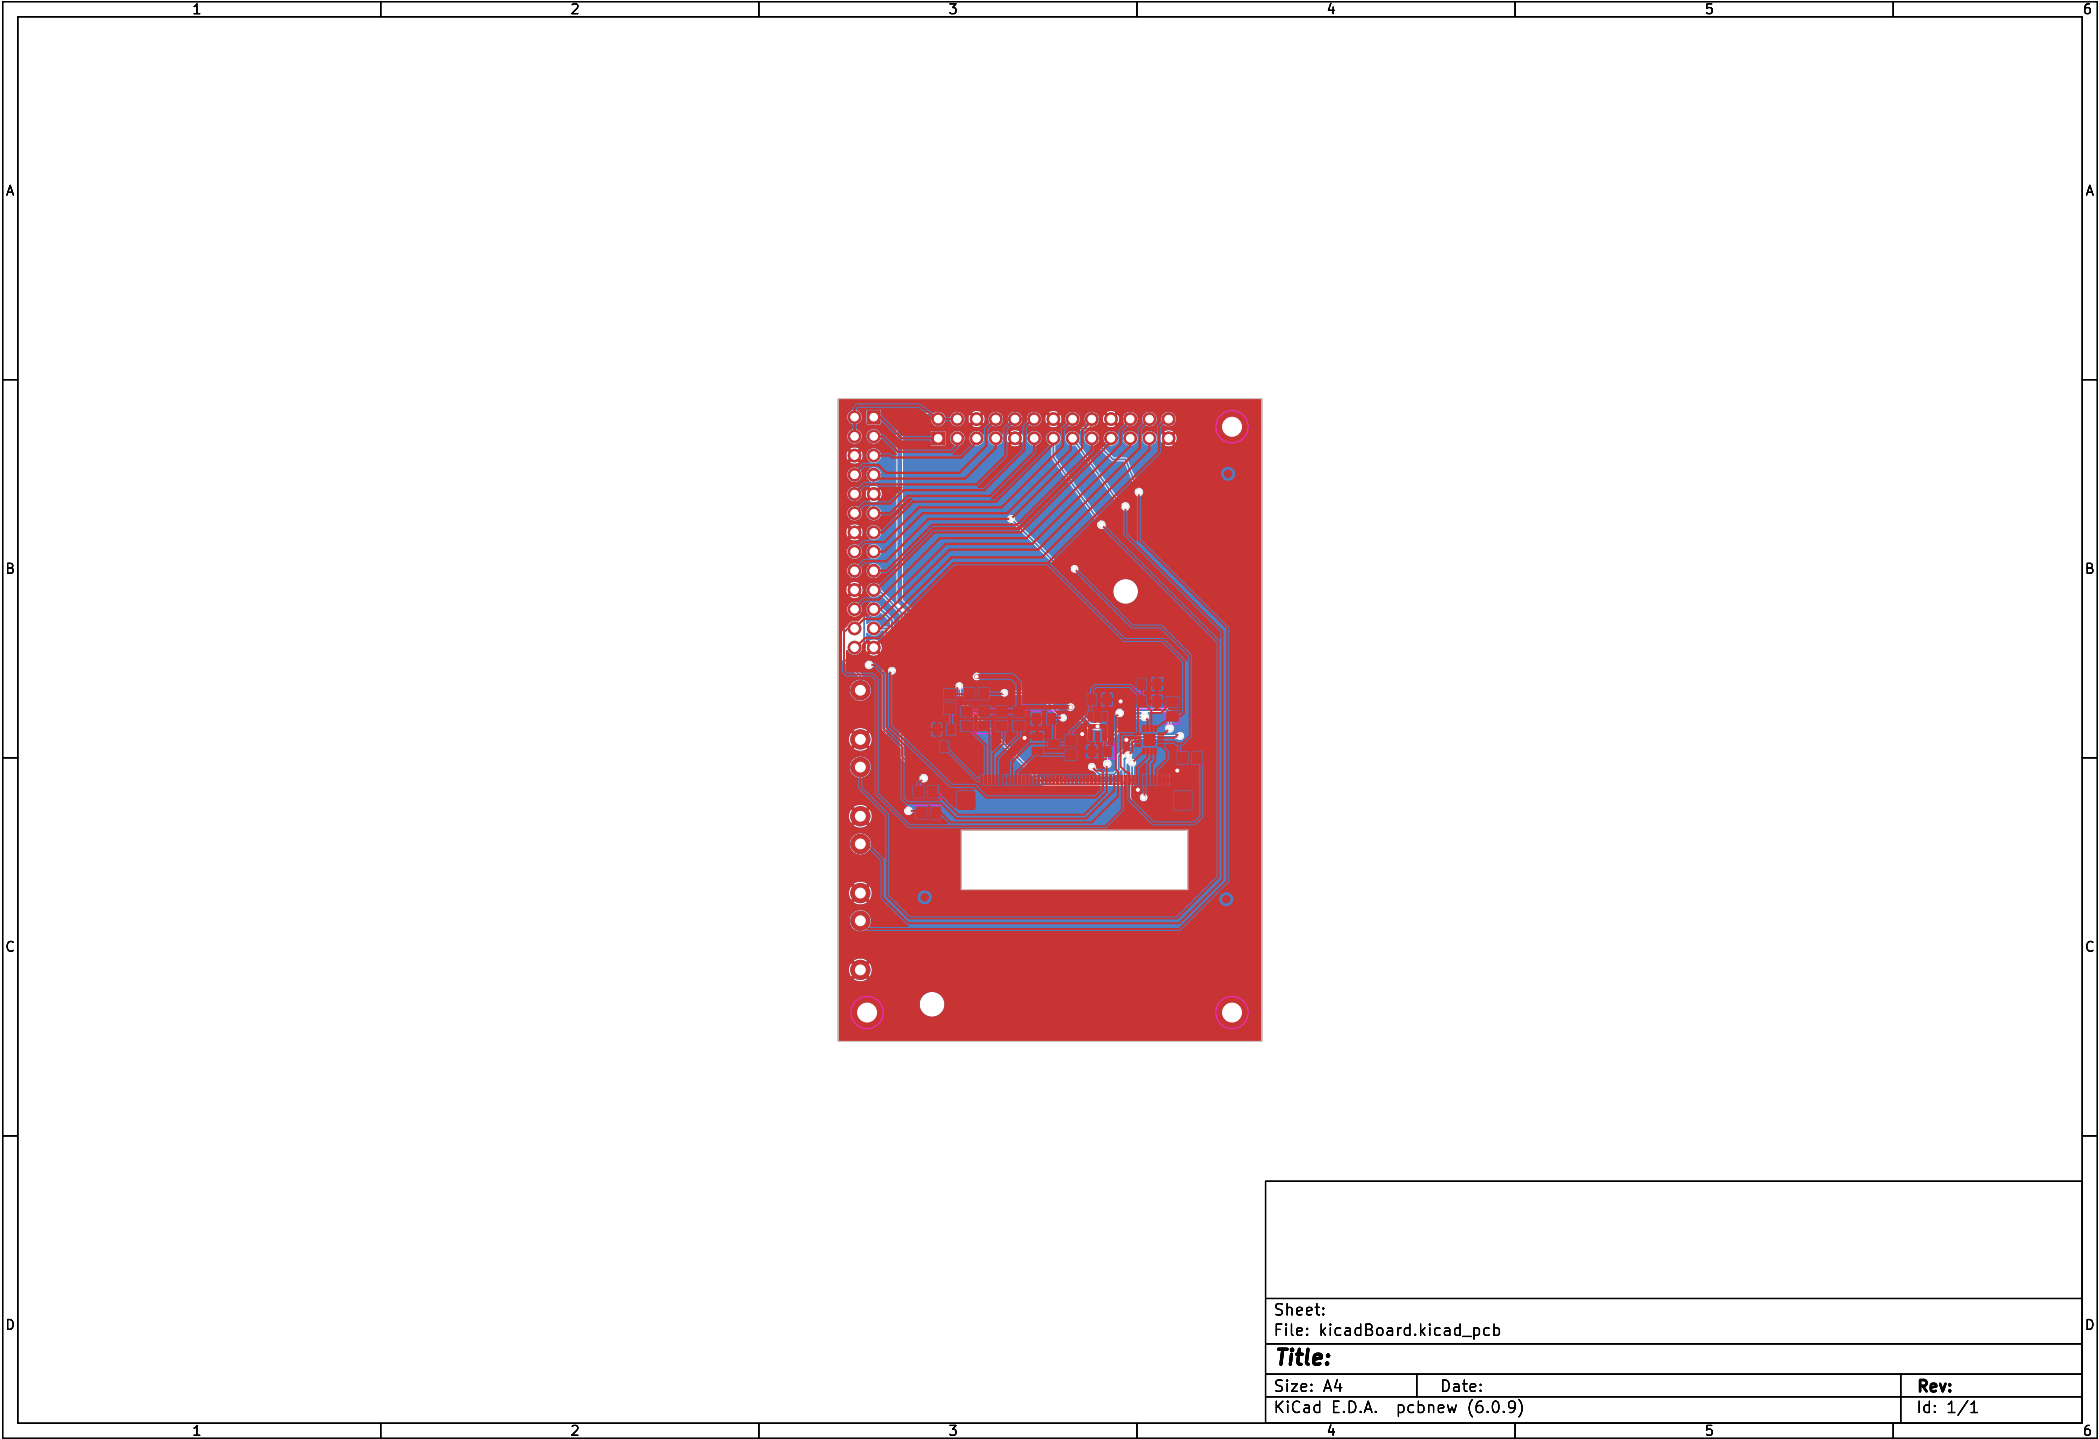 1 2 3 4 5 6
A A
B B
C C
D D
Sheet:
File: kicadBoard.kicad_pcb
Title:
Size: A4 Date: Rev:
KiCad E.D.A. pcbnew (6.0.9) Id: 1/1
1 2 3 4 5 6